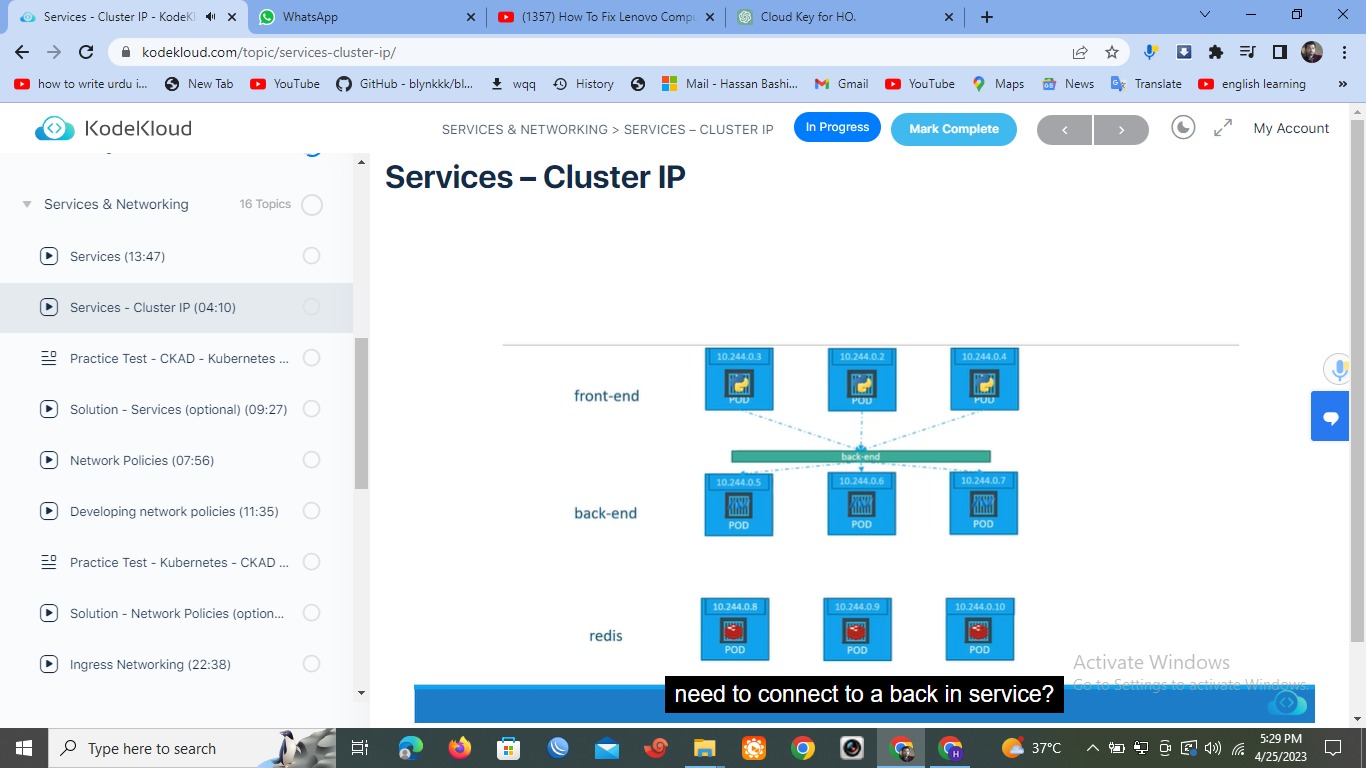 Services - Cluster IP - KodeKl
WhatsApp
(1357) How To Fix Lenovo Compu
Cloud Key for HO.
kodekloud.com/topic/services-cluster-ip/
how to write urdu i...
New Tab
YouTube
GitHub - blynkkk/bl...
wqq
History
Mail - Hassan Bashi...
Gmail
YouTube
Maps
News
Translate
english learning
»
KodeKloud
SERVICES & NETWORKING > SERVICES – CLUSTER IP
In Progress
Mark Complete
My Account
Services & Networking
16 Topics
Services (13:47)
Services - Cluster IP (04:10)
Practice Test - CKAD - Kubernetes ...
Solution - Services (optional) (09:27)
Network Policies (07:56)
Developing network policies (11:35)
Practice Test - Kubernetes - CKAD ...
Solution - Network Policies (option...
Ingress Networking (22:38)
Services – Cluster IP
10.244.0.3
10.244.0.2
10.244.0.4
front-end
POD
POD
POD
back-end
10.244.0.5
10.244.0.6
10.244.0.7
back-end
POD
POD
POD
10.244.0.8
10.244.0.9
10.244.0.10
redis
POD
POD
POD
Activate Windows
Go to Settings to activate Windows.
need to connect to a back in service?
Type here to search
H
37°C
5:29 PM
4/25/2023